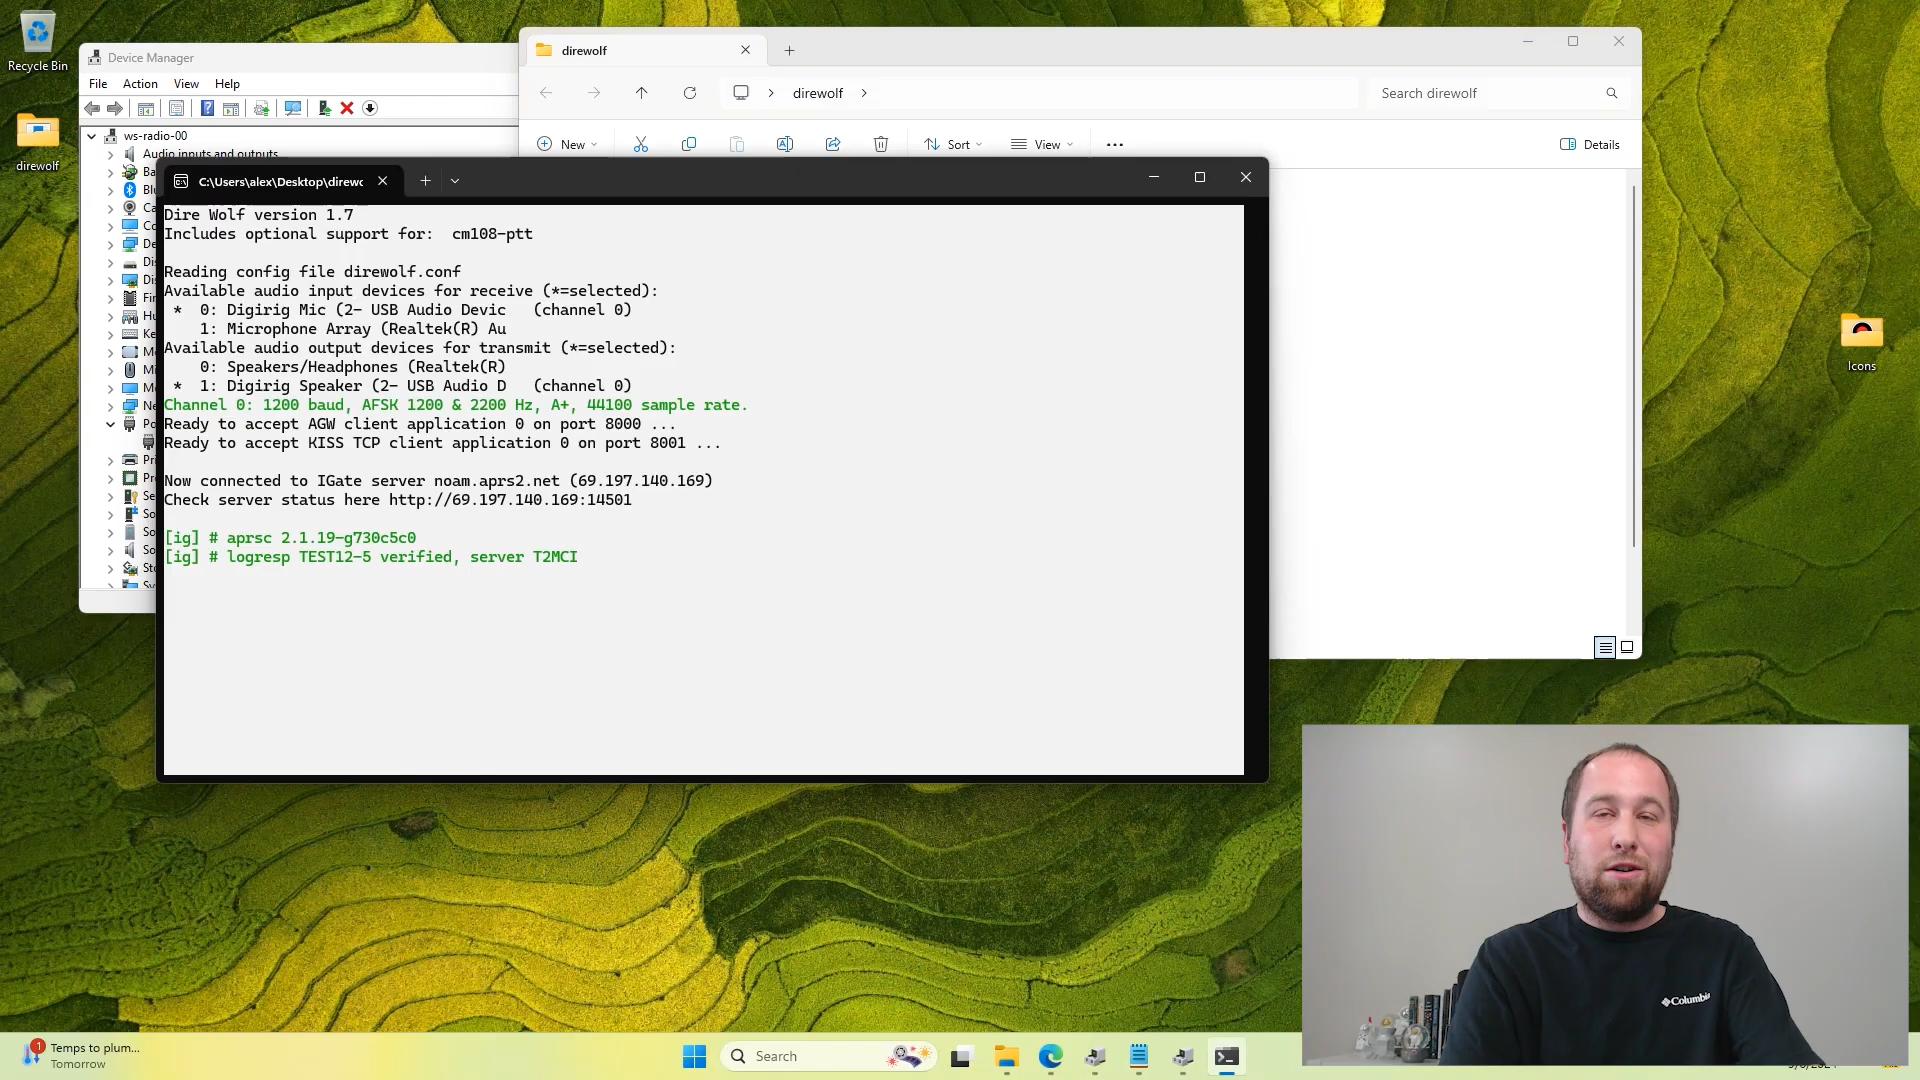 Recycle Bin
direwolf
Device Manager
File Action View Help
ws-radio-00
Audio inputs and outputs
direwolf
direwolf
Search direwolf
New
Sort
View
Details
C:\Users\alex\Desktop\direwc
Dire Wolf version 1.7
Includes optional support for:  cm108-ptt
Reading config file direwolf.conf
Available audio input devices for receive (*=selected):
 *  0: Digirig Mic (2- USB Audio Devic   (channel 0)
    1: Microphone Array (Realtek(R) Au
Available audio output devices for transmit (*=selected):
    0: Speakers/Headphones (Realtek(R)
 *  1: Digirig Speaker (2- USB Audio D   (channel 0)
Channel 0: 1200 baud, AFSK 1200 & 2200 Hz, A+, 44100 sample rate.
Ready to accept AGW client application 0 on port 8000 ...
Ready to accept KISS TCP client application 0 on port 8001 ...
Now connected to IGate server noam.aprs2.net (69.197.140.169)
Check server status here http://69.197.140.169:14501
[ig] # aprsc 2.1.19-g730c5c0
[ig] # logresp TEST12-5 verified, server T2MCI
Icons
Columbia
1
Temps to plum...
Tomorrow
Search